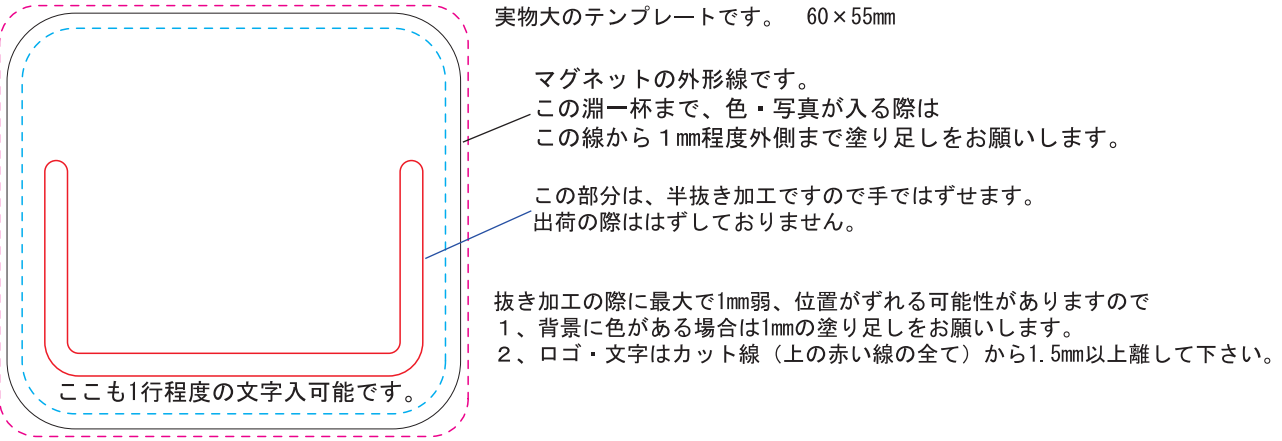 実物大のテンプレートです。　60×55mm
マグネットの外形線です。
この淵一杯まで、色・写真が入る際は
この線から１mm程度外側まで塗り足しをお願いします。
この部分は、半抜き加工ですので手ではずせます。
出荷の際ははずしておりません。
抜き加工の際に最大で1mm弱、位置がずれる可能性がありますので
１、背景に色がある場合は1mmの塗り足しをお願いします。
２、ロゴ・文字はカット線（上の赤い線の全て）から1.5mm以上離して下さい。
ここも1行程度の文字入可能です。